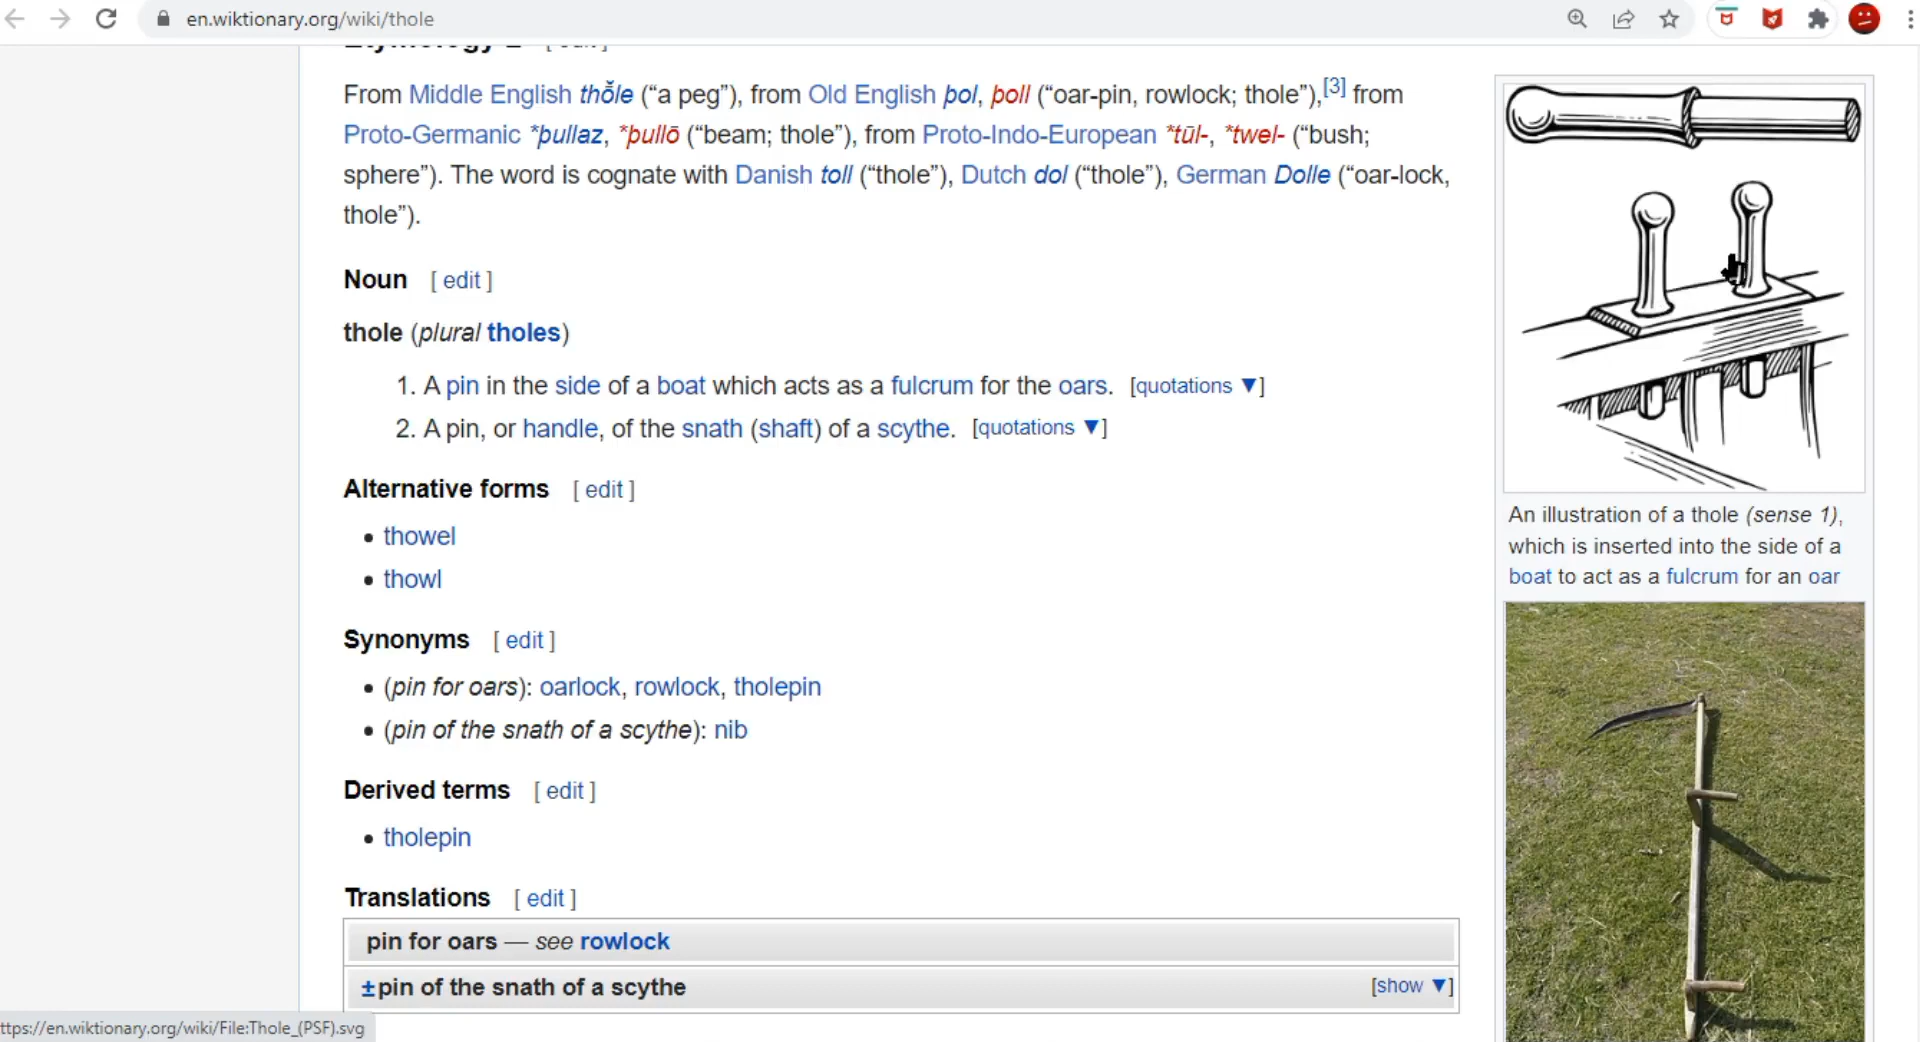 en.wiktionary.org/wiki/thole
From Middle English thǒle (“a peg”), from Old English þol, þoll (“oar-pin, rowlock; thole”),[3] from
Proto-Germanic *þullaz, *þullō (“beam; thole”), from Proto-Indo-European *tūl-, *twel- (“bush;
sphere”). The word is cognate with Danish toll (“thole”), Dutch dol (“thole”), German Dolle (“oar-lock,
thole”).
Noun [ edit ]
thole (plural tholes)
1. A pin in the side of a boat which acts as a fulcrum for the oars. [quotations ▼]
2. A pin, or handle, of the snath (shaft) of a scythe. [quotations ▼]
Alternative forms [ edit ]
• thowel
• thowl
Synonyms [ edit ]
• (pin for oars): oarlock, rowlock, tholepin
• (pin of the snath of a scythe): nib
Derived terms [ edit ]
• tholepin
Translations [ edit ]
pin for oars — see rowlock
±pin of the snath of a scythe [show ▼]
An illustration of a thole (sense 1),
which is inserted into the side of a
boat to act as a fulcrum for an oar
ttps://en.wiktionary.org/wiki/File:Thole_(PSF).svg